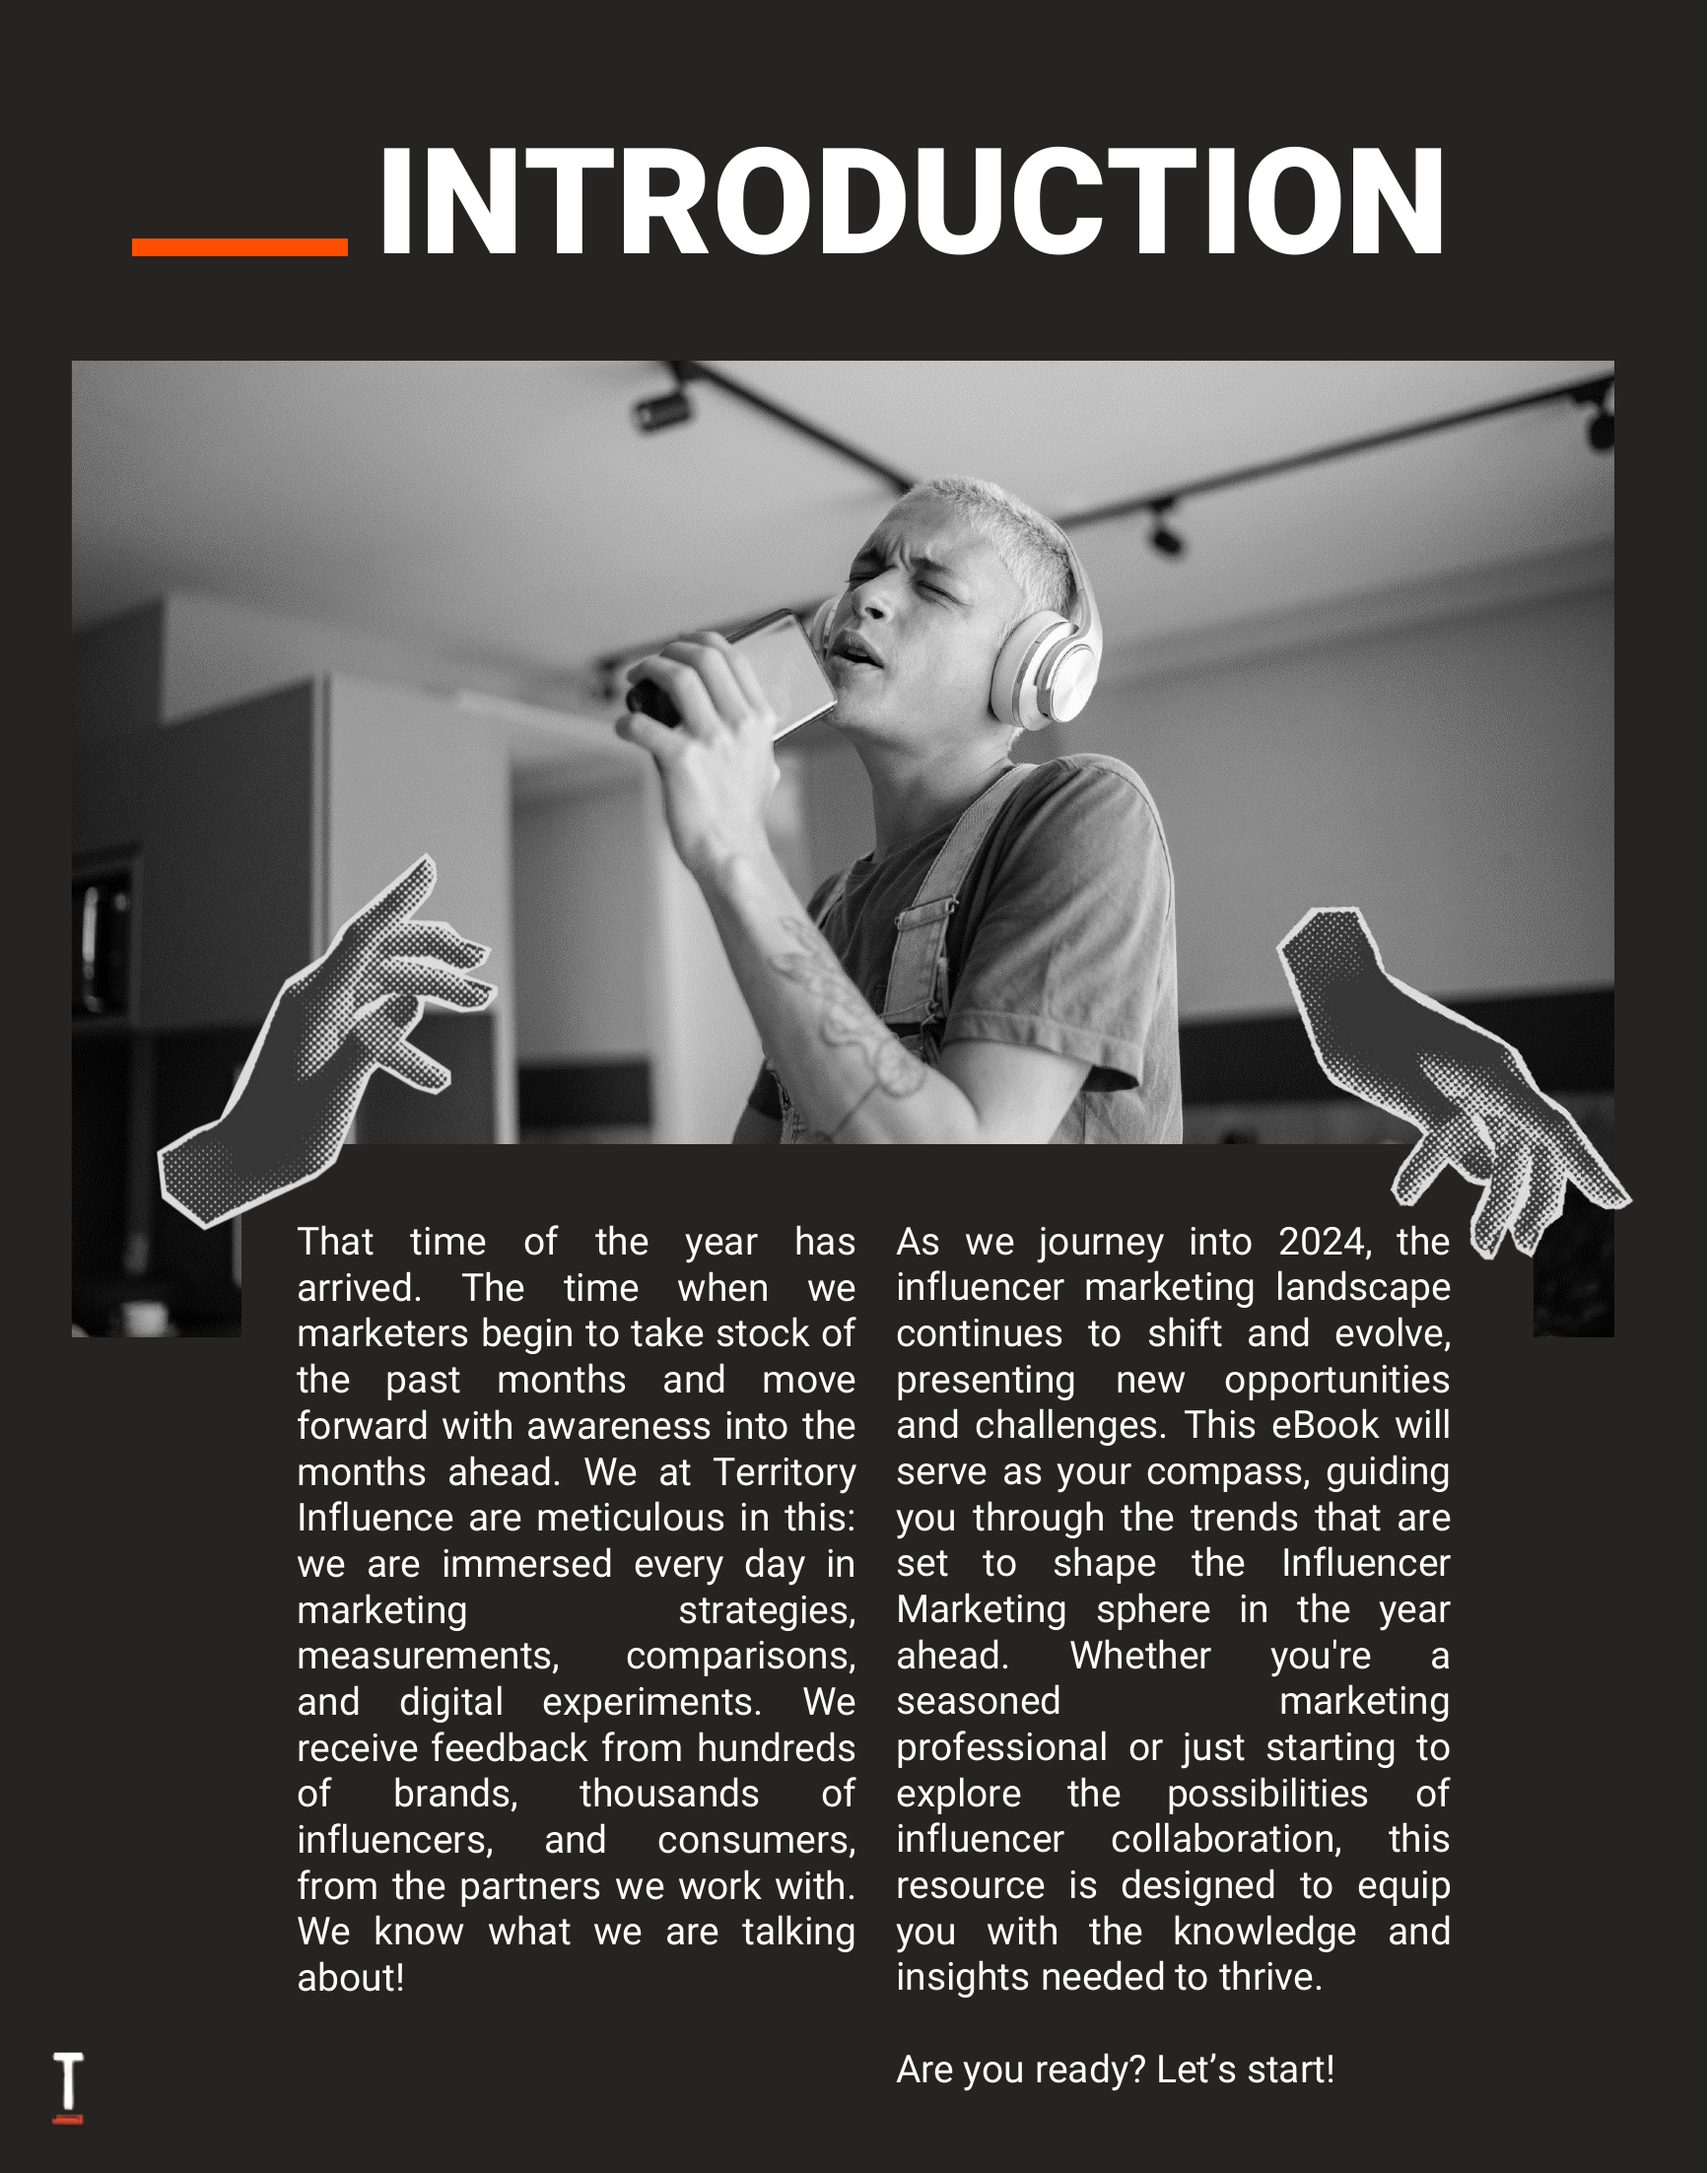 INTRODUCTION
That time of the year has
arrived. The time when we
marketers begin to take stock of
the past months and move
forward with awareness into the
months ahead. We at Territory
Influence are meticulous in this:
we are immersed every day in
marketing strategies,
measurements, comparisons,
and digital experiments. We
receive feedback from hundreds
of brands, thousands of
influencers, and consumers,
from the partners we work with.
We know what we are talking
about!
As we journey into 2024, the
influencer marketing landscape
continues to shift and evolve,
presenting new opportunities
and challenges. This eBook will
serve as your compass, guiding
you through the trends that are
set to shape the Influencer
Marketing sphere in the year
ahead. Whether you're a
seasoned marketing
professional or just starting to
explore the possibilities of
influencer collaboration, this
resource is designed to equip
you with the knowledge and
insights needed to thrive.
Are you ready? Let’s start!
T